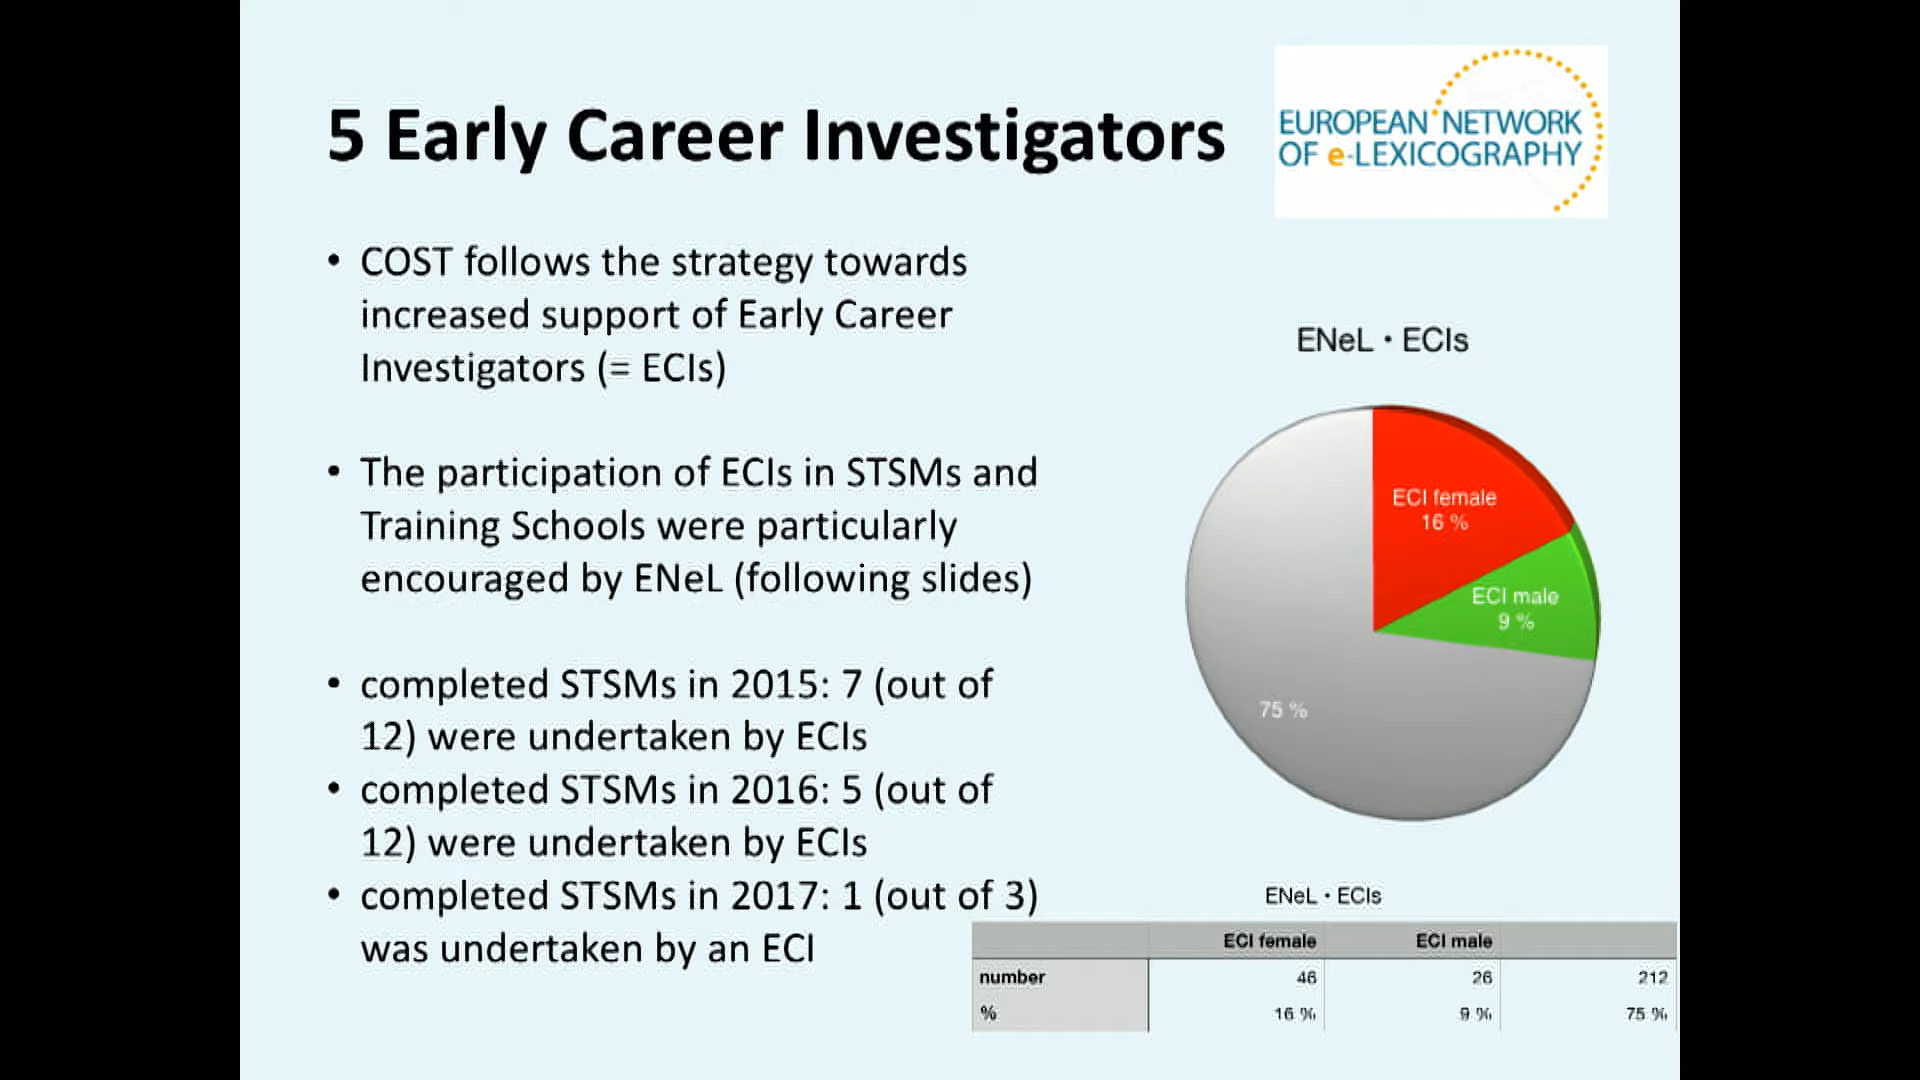 5 Early Career Investigators
EUROPEAN NETWORK
OF e-LEXICOGRAPHY
• COST follows the strategy towards
increased support of Early Career
Investigators (= ECIs)
• The participation of ECIs in STSMs and
Training Schools were particularly
encouraged by ENeL (following slides)
• completed STSMs in 2015: 7 (out of
12) were undertaken by ECIs
• completed STSMs in 2016: 5 (out of
12) were undertaken by ECIs
• completed STSMs in 2017: 1 (out of 3)
was undertaken by an ECI
ENeL • ECIs
ECI female
16 %
ECI male
9 %
75 %
ENeL • ECIs
ECI female ECI male
number 46 26 212
% 16 % 9 % 75 %